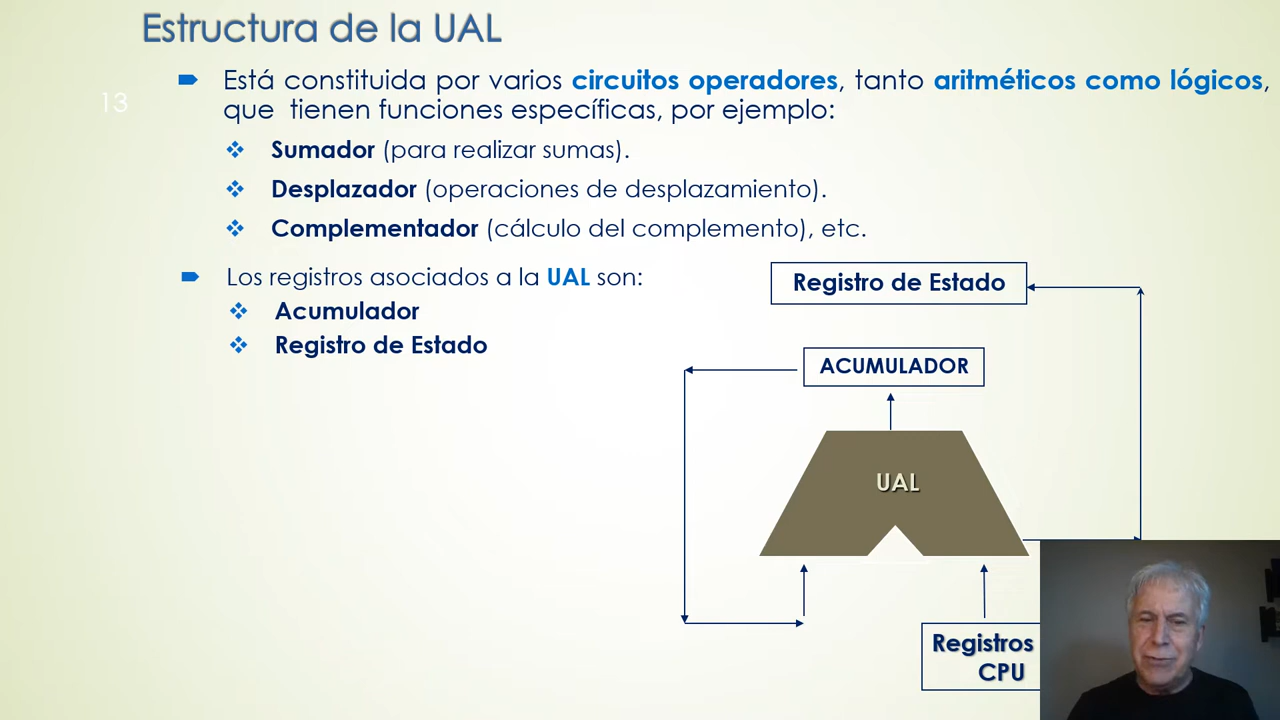 Estructura de la UAL
13
Está constituida por varios circuitos operadores, tanto aritméticos como lógicos,
que tienen funciones específicas, por ejemplo:
Sumador (para realizar sumas).
Desplazador (operaciones de desplazamiento).
Complementador (cálculo del complemento), etc.
Los registros asociados a la UAL son:
Acumulador
Registro de Estado
Registro de Estado
ACUMULADOR
UAL
Registros
CPU